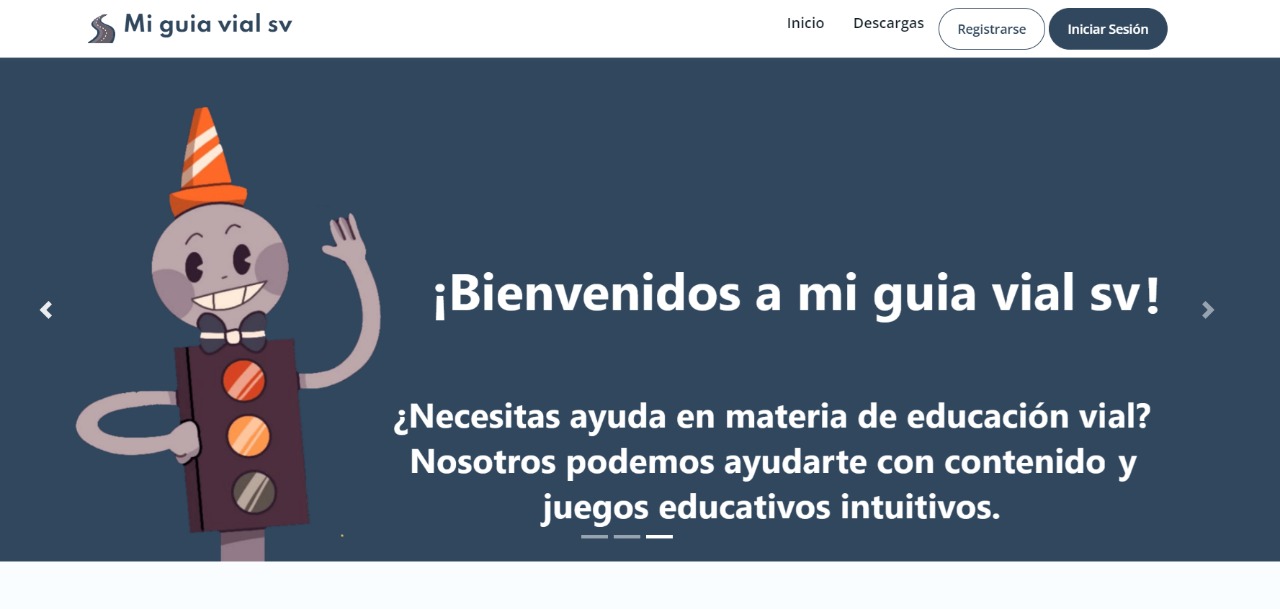 Mi guia vial sv
Inicio
Descargas
Registrarse
Iniciar Sesión
¡Bienvenidos a mi guia vial sv!
¿Necesitas ayuda en materia de educación vial?
Nosotros podemos ayudarte con contenido y
juegos educativos intuitivos.